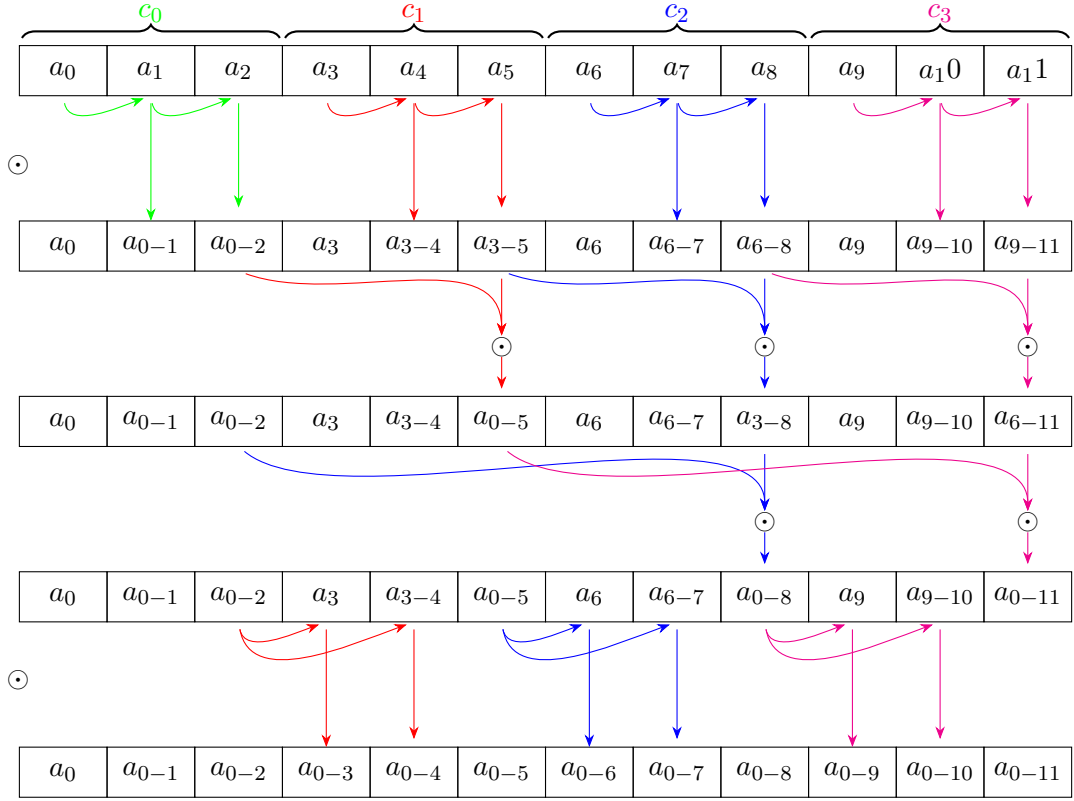 c₀ c₁ c₂ c₃
a₀ a₁ a₂ a₃ a₄ a₅ a₆ a₇ a₈ a₉ a₁0 a₁1
⊙
a₀ a₀₋₁ a₀₋₂ a₃ a₃₋₄ a₃₋₅ a₆ a₆₋₇ a₆₋₈ a₉ a₉₋₁₀ a₉₋₁₁
⊙ ⊙ ⊙
a₀ a₀₋₁ a₀₋₂ a₃ a₃₋₄ a₀₋₅ a₆ a₆₋₇ a₃₋₈ a₉ a₉₋₁₀ a₆₋₁₁
⊙ ⊙
a₀ a₀₋₁ a₀₋₂ a₃ a₃₋₄ a₀₋₅ a₆ a₆₋₇ a₀₋₈ a₉ a₉₋₁₀ a₀₋₁₁
⊙
a₀ a₀₋₁ a₀₋₂ a₀₋₃ a₀₋₄ a₀₋₅ a₀₋₆ a₀₋₇ a₀₋₈ a₀₋₉ a₀₋₁₀ a₀₋₁₁